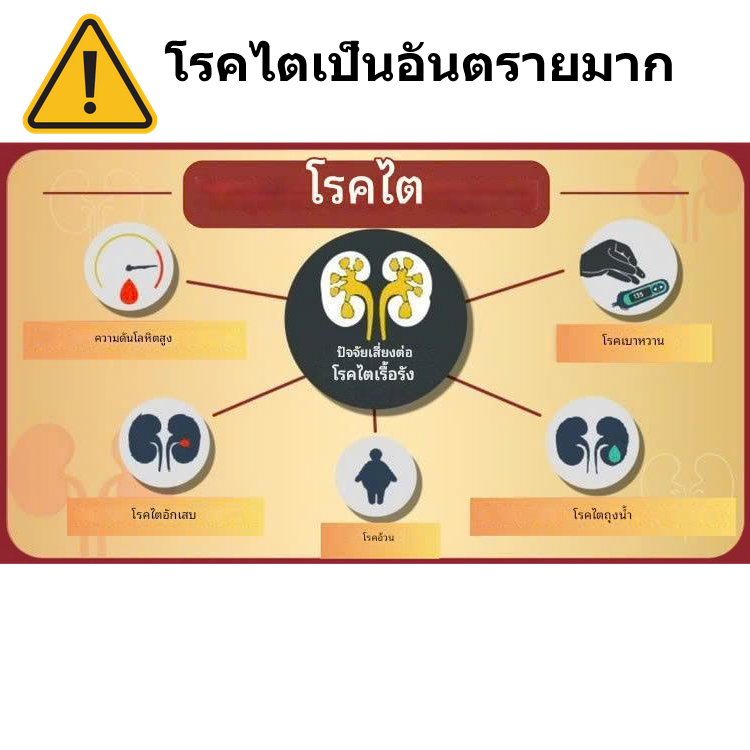 โรคไตเป็นอันตรายมาก
โรคไต
ความดันโลหิตสูง
ปัจจัยเสี่ยงต่อ
โรคไตเรื้อรัง
135
โรคเบาหวาน
โรคไตอักเสบ
โรคอ้วน
โรคไตถุงน้ำ